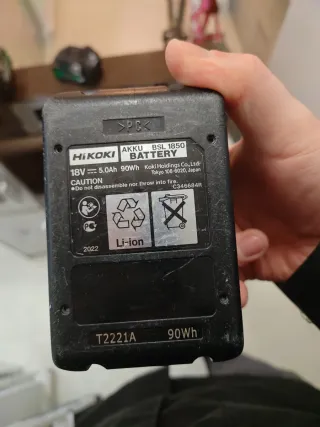 >PC<
HiKOKI
AKKU BSL 1850
BATTERY
18V 5.0Ah 90Wh
Koki Holdings Co., Ltd.
Tokyo 108-6020, Japan
CAUTION
●Do not disassemble nor throw into fire.
Li-ion
2022
T2221A 90Wh